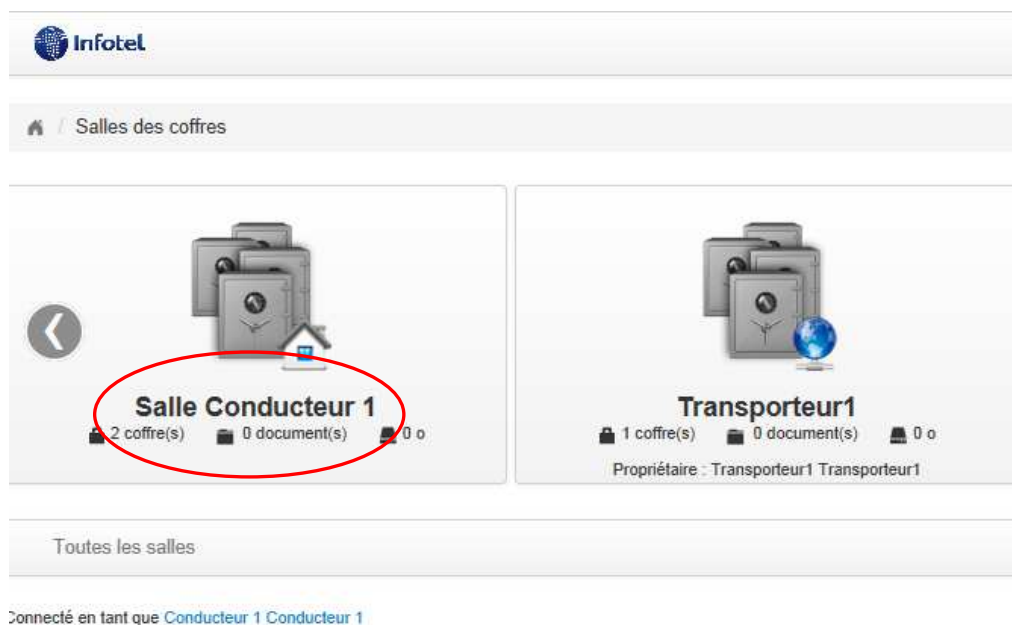 Infotel
/ Salles des coffres
Salle Conducteur 1
2 coffre(s) 0 document(s) 0 o
Transporteur1
1 coffre(s) 0 document(s) 0 o
Propriétaire : Transporteur1 Transporteur1
Toutes les salles
Connecté en tant que Conducteur 1 Conducteur 1